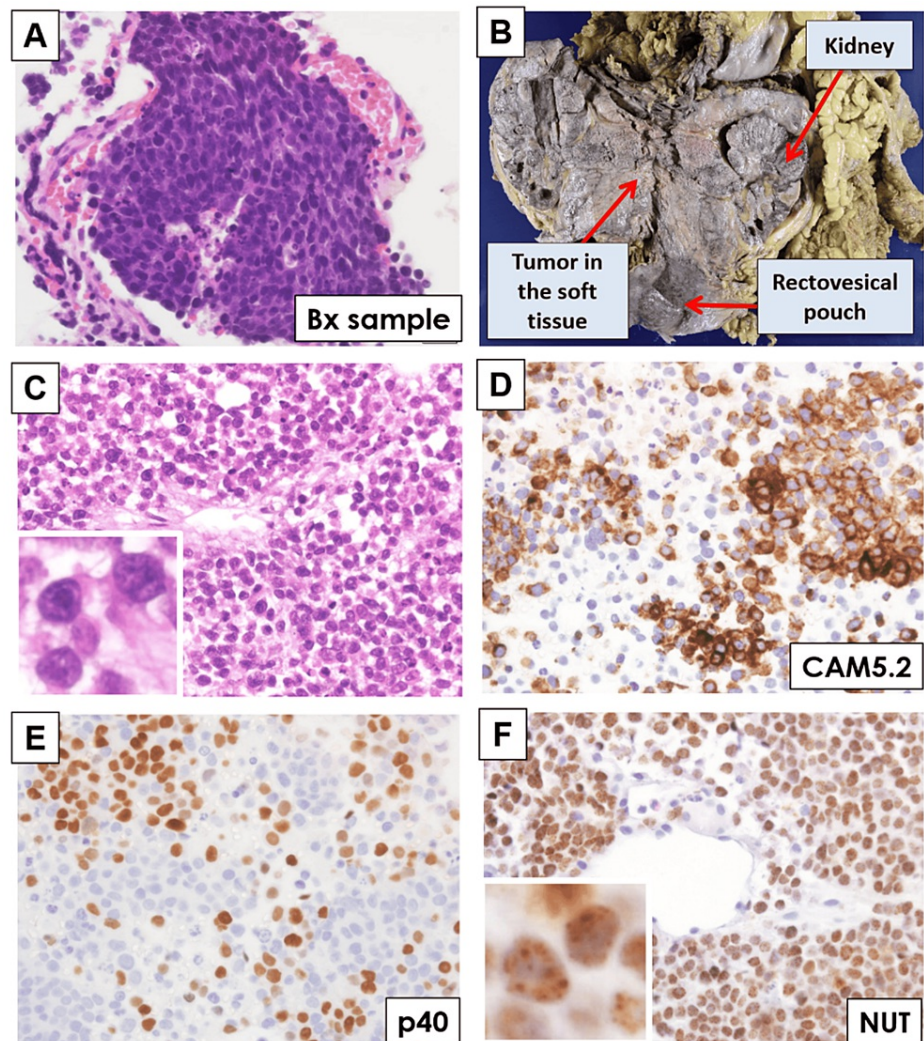 A
Bx sample
B
Kidney
Tumor in
the soft
tissue
Rectovesical
pouch
C
D
CAM5.2
E
p40
F
NUT